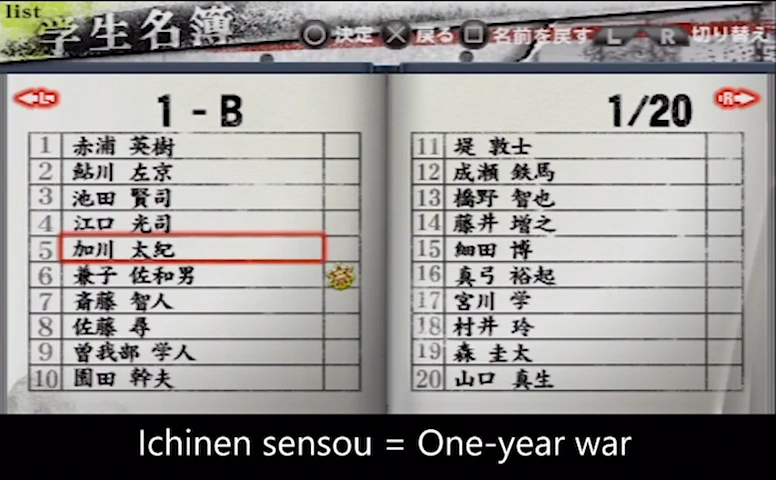 list
学生名簿
決定 戻る 名前を戻す L R 切り替え
L 1 - B 1/20 R
1 赤浦 英樹
2 鮎川 左京
3 池田 賢司
4 江口 光司
5 加川 太紀
6 兼子 佐和男
7 斎藤 智人
8 佐藤 尋
9 曽我部 学人
10 園田 幹夫
11 堤 敦士
12 成瀬 鉄馬
13 橋野 智也
14 藤井 増之
15 細田 博
16 真弓 裕起
17 宮川 学
18 村井 玲
19 森 圭太
20 山口 真生
Ichinen sensou = One-year war